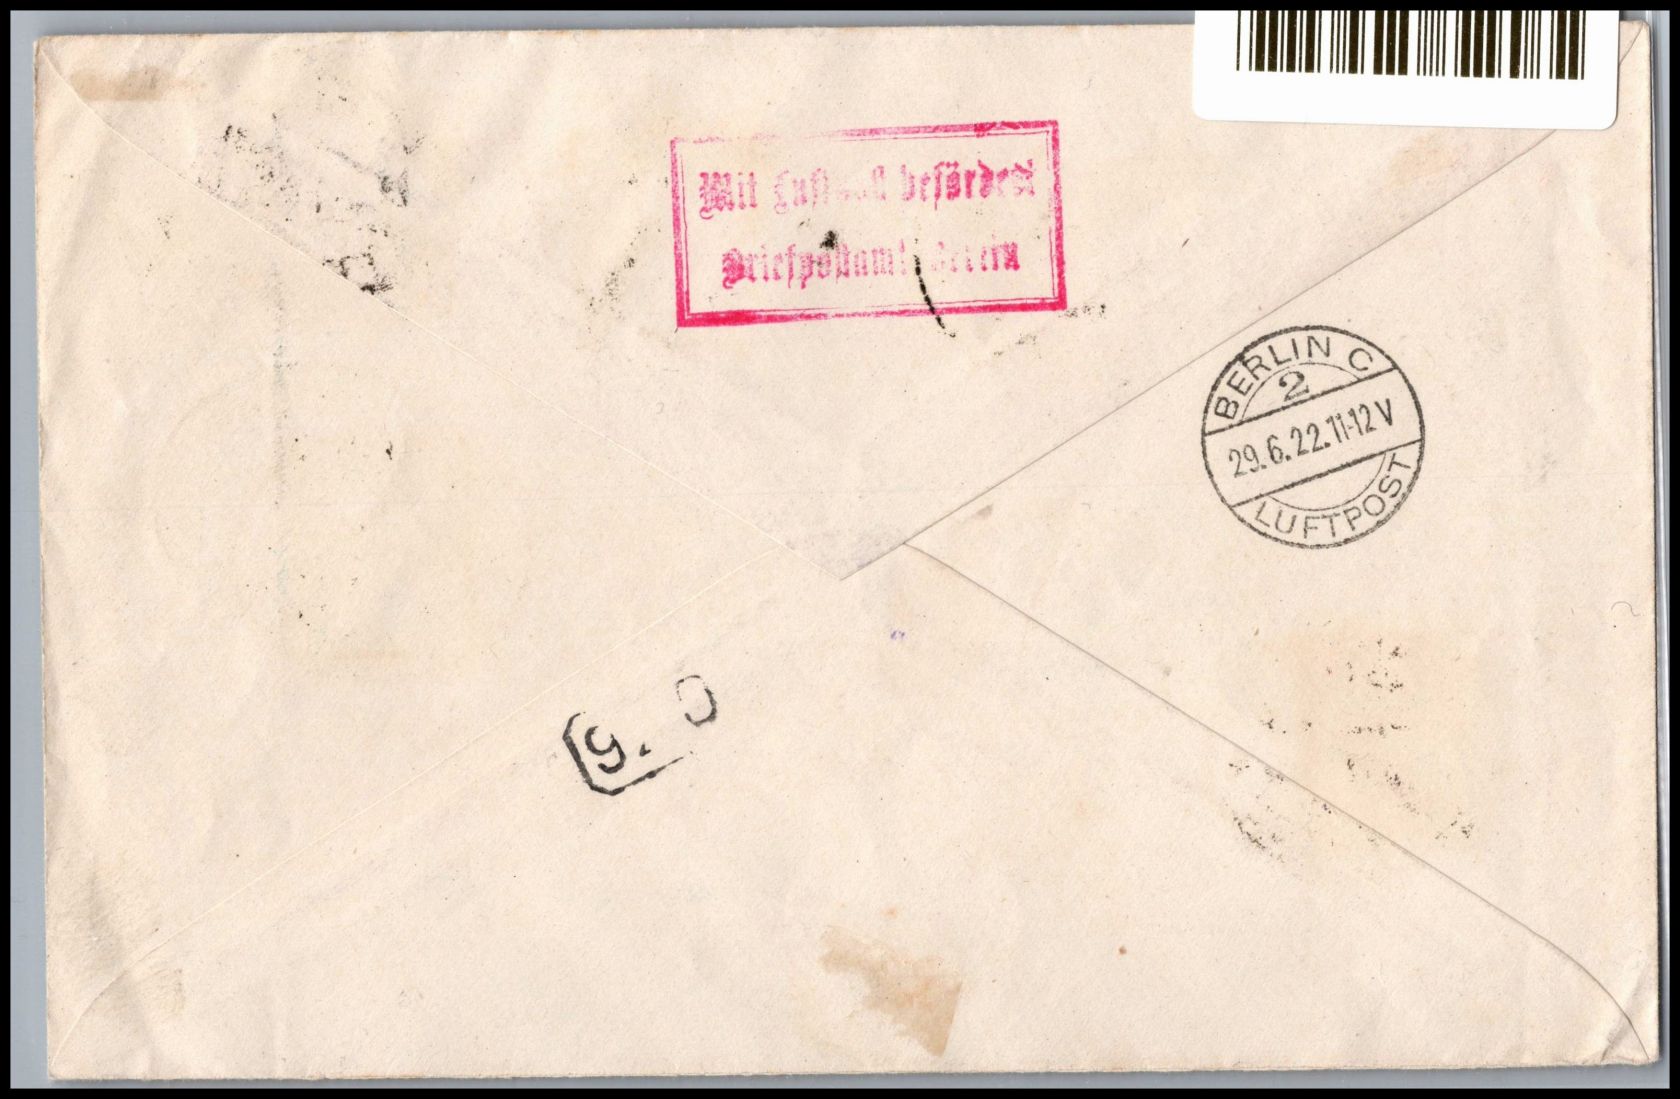 Mit Luftpost befördert
Briefpostamt Berlin
BERLIN C
2
29.6.22.11-12 V
LUFTPOST